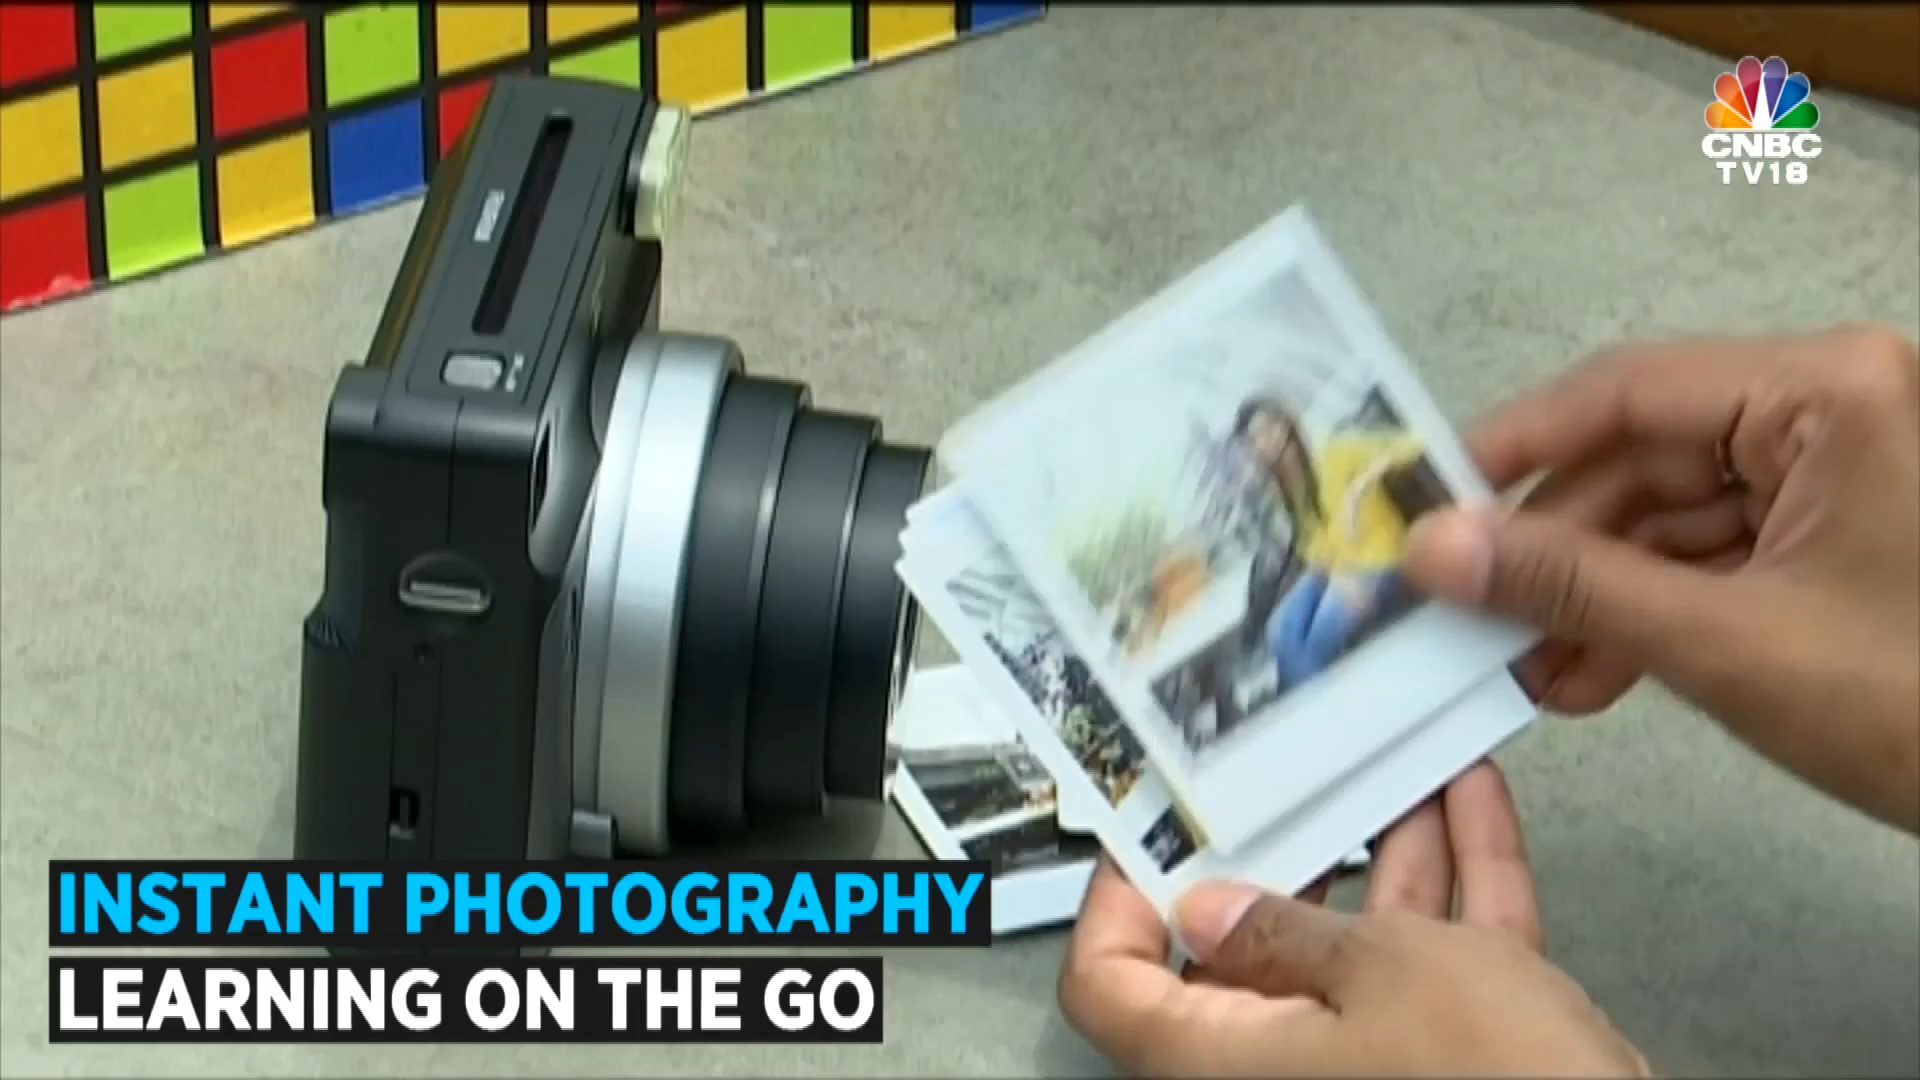 CNBC
TV18
INSTANT PHOTOGRAPHY
LEARNING ON THE GO